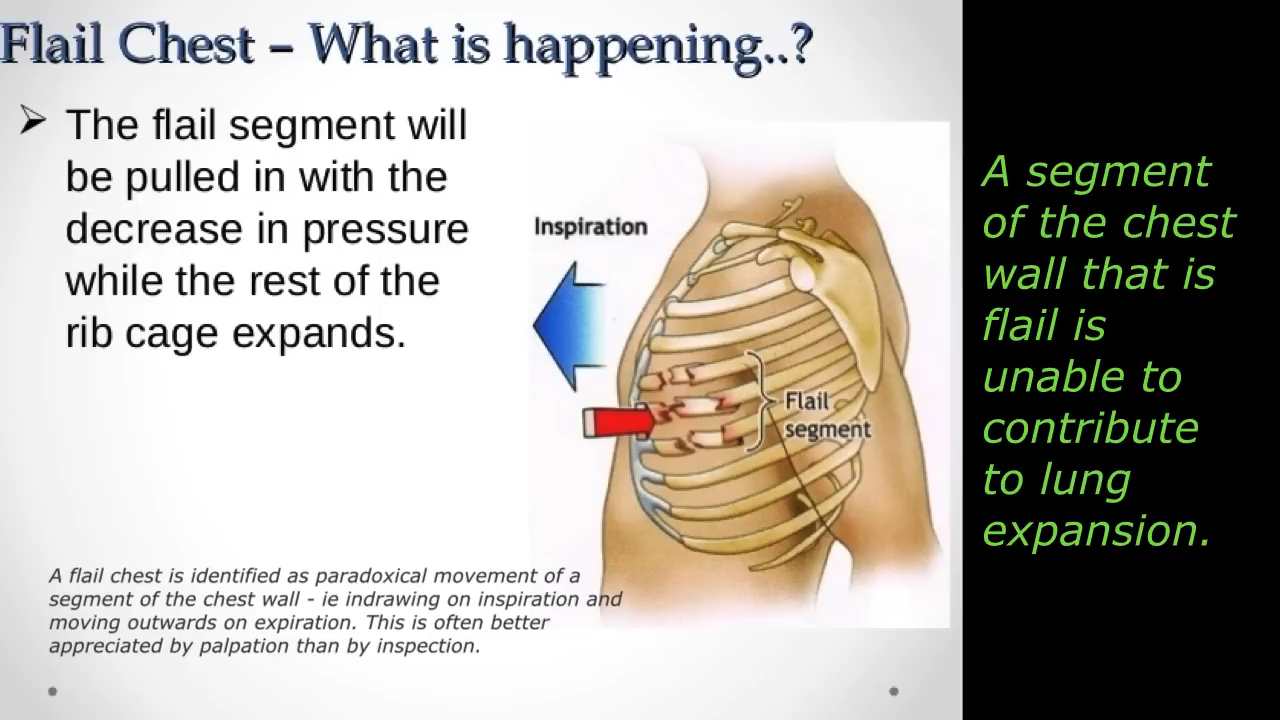 Flail Chest – What is happening..?
➢ The flail segment will
be pulled in with the
decrease in pressure
while the rest of the
rib cage expands.
Inspiration
Flail
segment
A flail chest is identified as paradoxical movement of a
segment of the chest wall - ie indrawing on inspiration and
moving outwards on expiration. This is often better
appreciated by palpation than by inspection.
A segment
of the chest
wall that is
flail is
unable to
contribute
to lung
expansion.